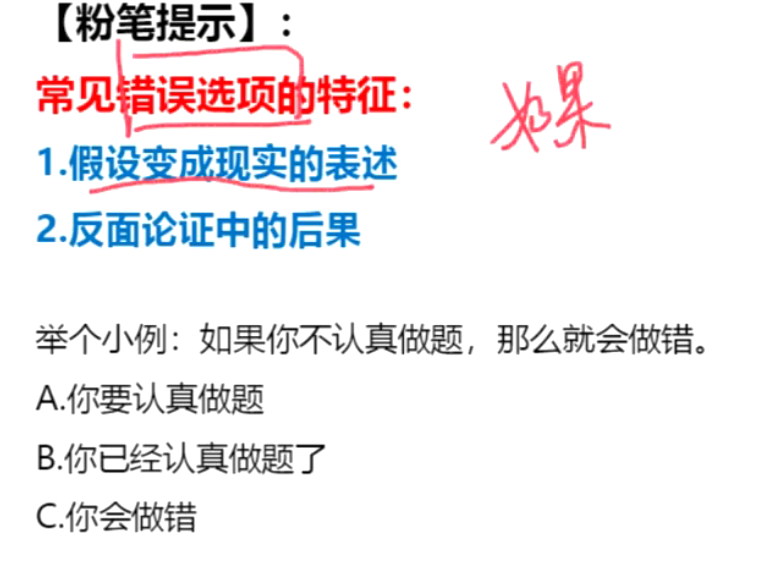 【粉笔提示】：
常见错误选项的特征： 如果
1.假设变成现实的表述
2.反面论证中的后果
举个小例：如果你不认真做题，那么就会做错。
A.你要认真做题
B.你已经认真做题了
C.你会做错